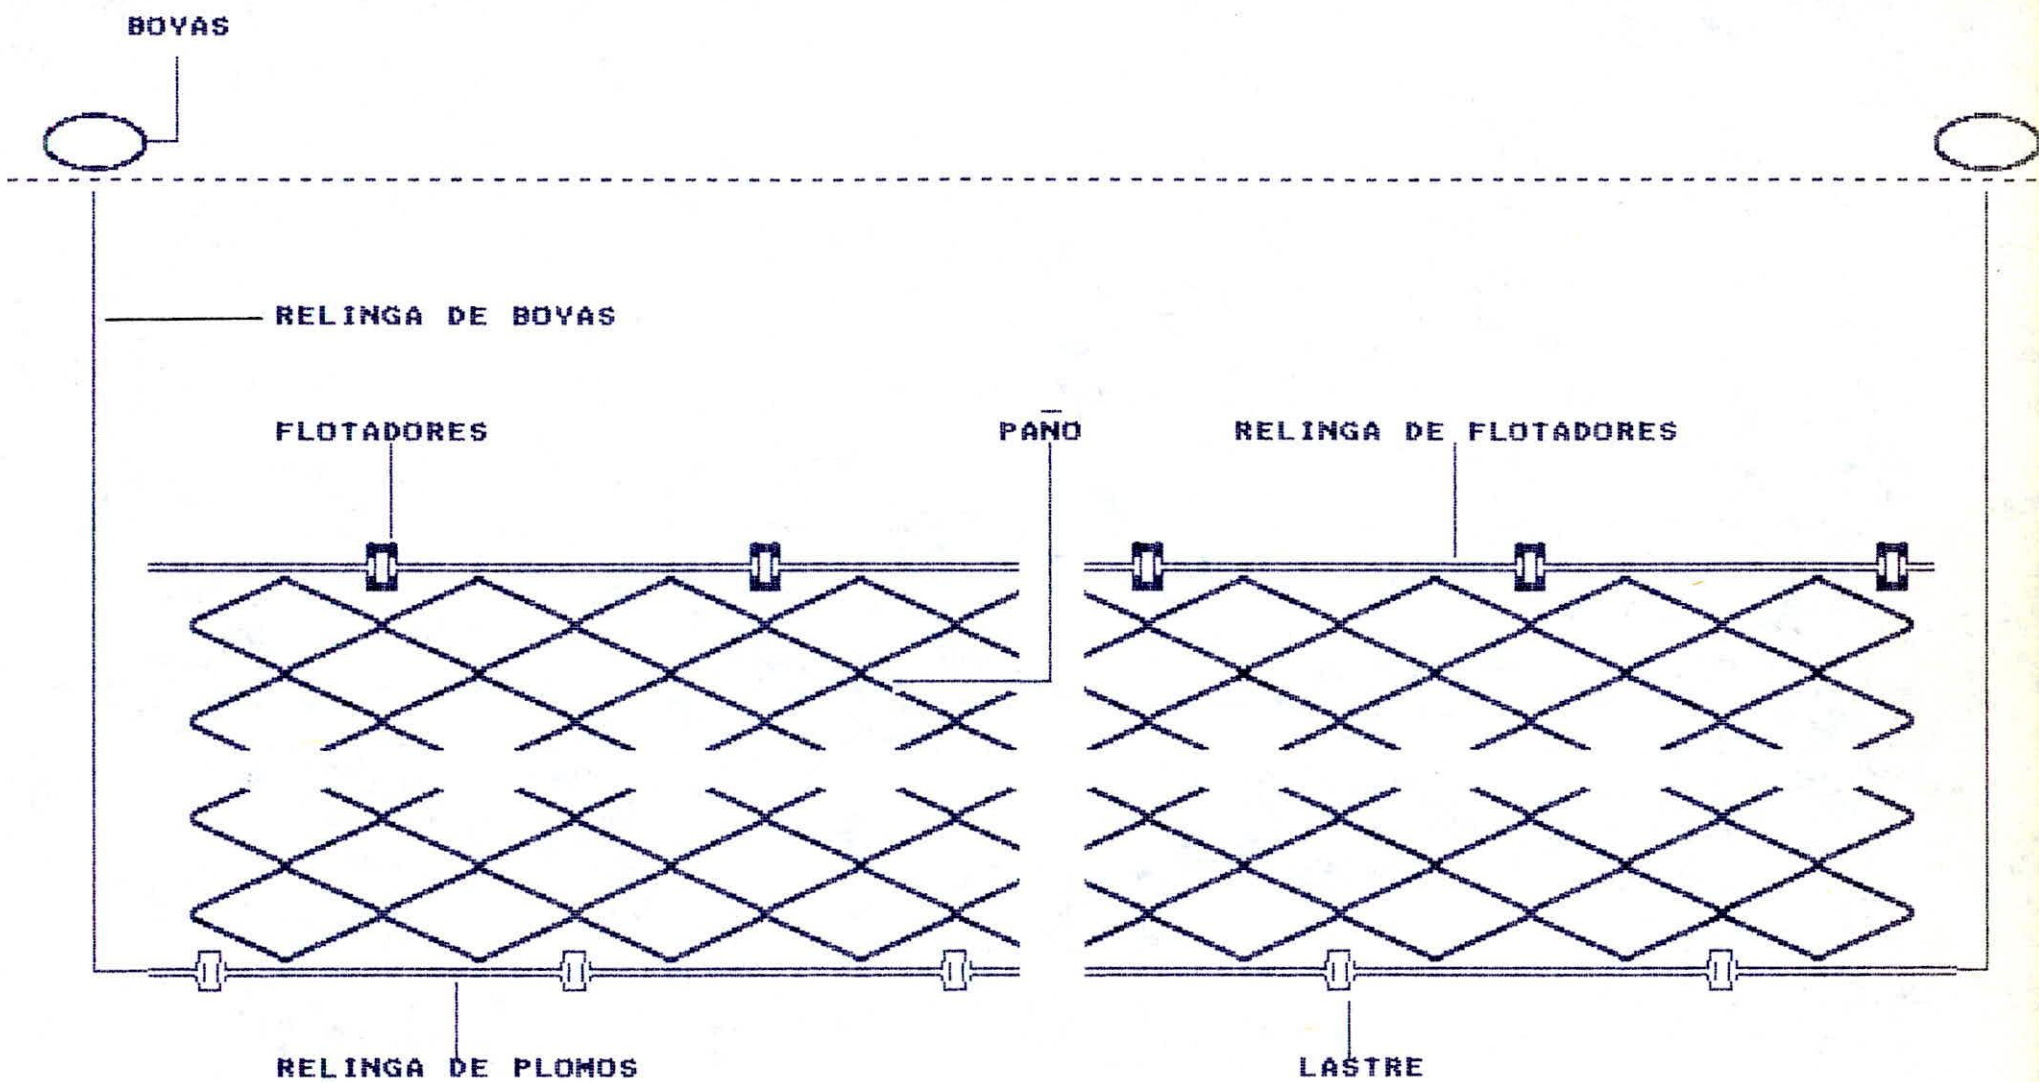 BOYAS
RELINGA DE BOYAS
FLOTADORES
PAÑO
RELINGA DE FLOTADORES
RELINGA DE PLOMOS
LASTRE